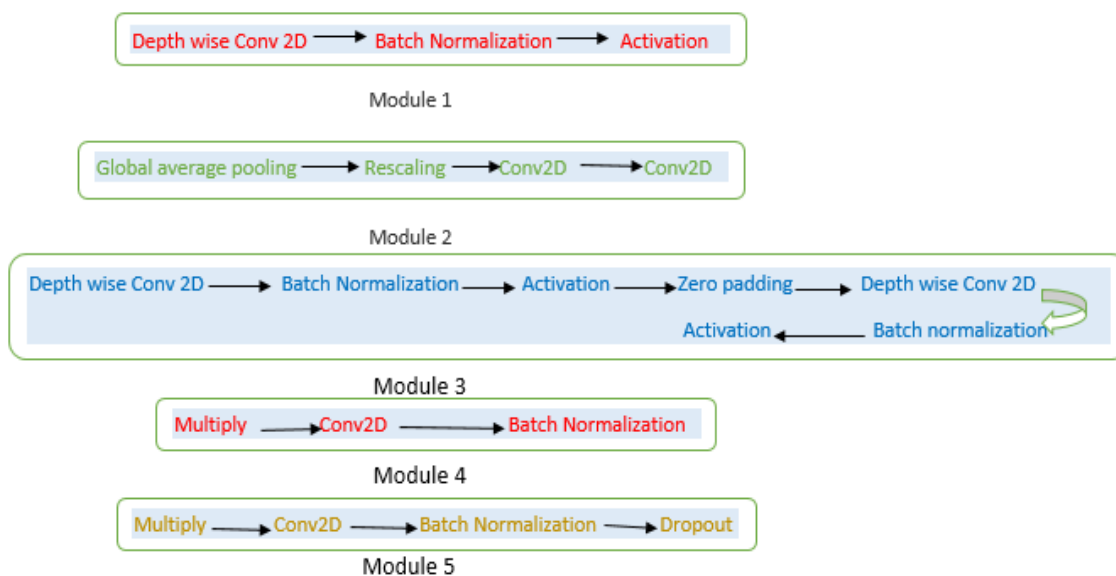 Depth wise Conv 2D Batch Normalization Activation
Module 1
Global average pooling Rescaling Conv2D Conv2D
Module 2
Depth wise Conv 2D Batch Normalization Activation Zero padding Depth wise Conv 2D
Activation Batch normalization
Module 3
Multiply Conv2D Batch Normalization
Module 4
Multiply Conv2D Batch Normalization Dropout
Module 5